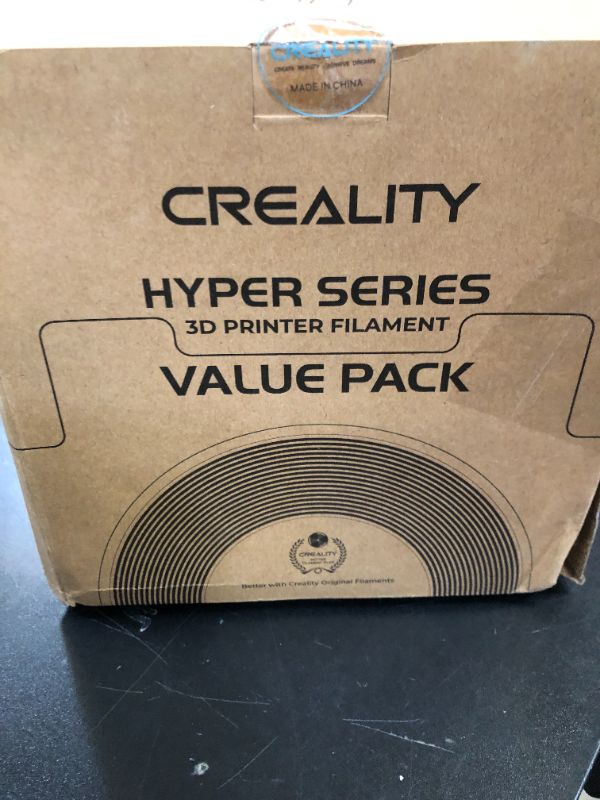 CREALITY
MADE IN CHINA
CREALITY
HYPER SERIES
3D PRINTER FILAMENT
VALUE PACK
CREALITY
Better with Creality Original Filaments